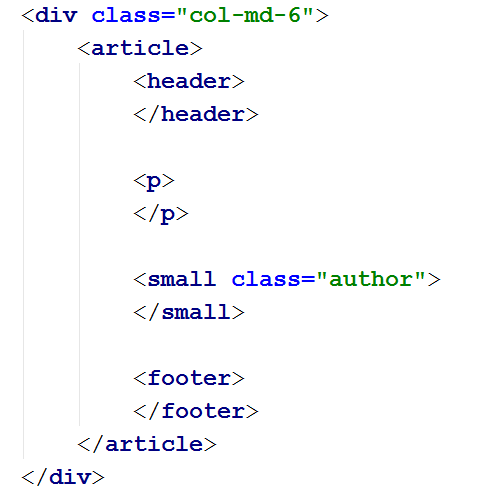 <div class="col-md-6">
    <article>
        <header>
        </header>

        <p>
        </p>

        <small class="author">
        </small>

        <footer>
        </footer>
    </article>
</div>